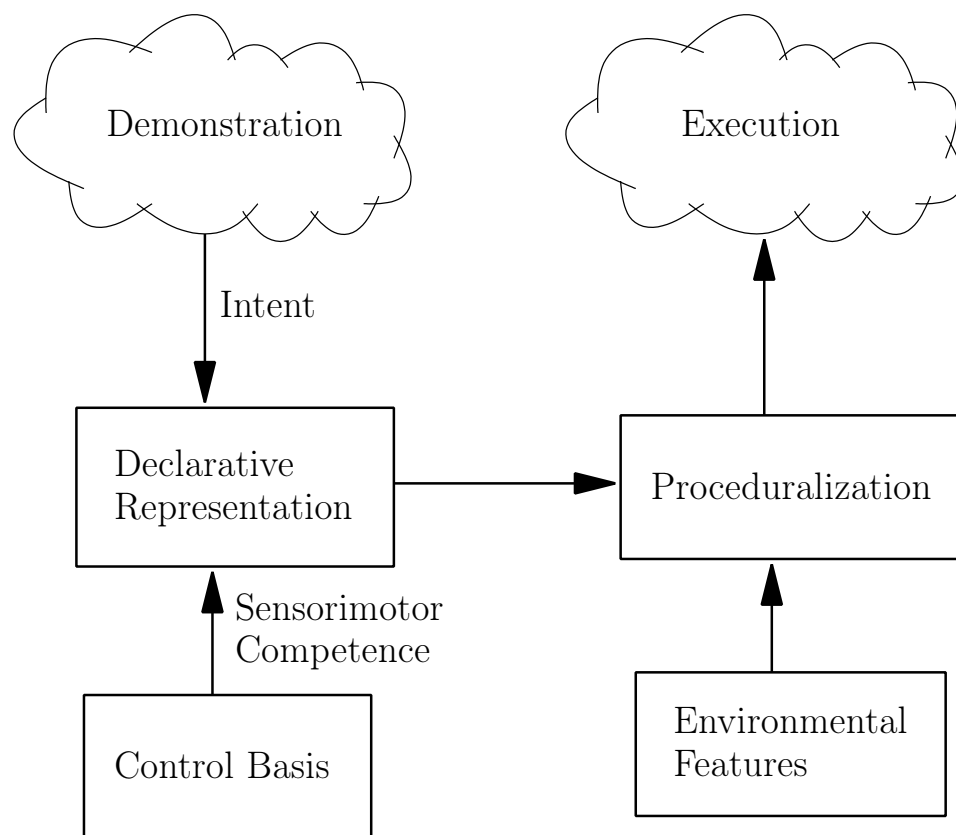 Demonstration
Execution
Intent
Declarative
Representation
Proceduralization
Sensorimotor
Competence
Control Basis
Environmental
Features